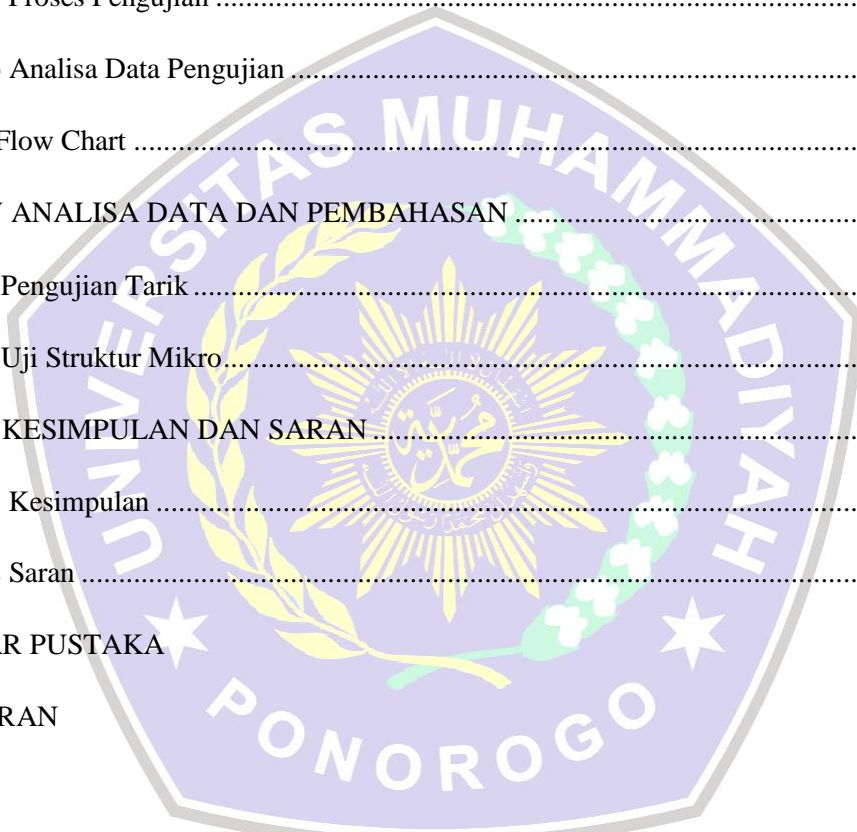 Proses Pengujian ........................................................................................
Analisa Data Pengujian ..............................................................................
Flow Chart ..................................................................................................
ANALISA DATA DAN PEMBAHASAN ................................................
Pengujian Tarik ..........................................................................................
Uji Struktur Mikro.......................................................................................
KESIMPULAN DAN SARAN ..................................................................
Kesimpulan .................................................................................................
Saran ...........................................................................................................
AR PUSTAKA
RAN
UNIVERSITAS MUHAMMADIYAH
PONOROGO
محمدية